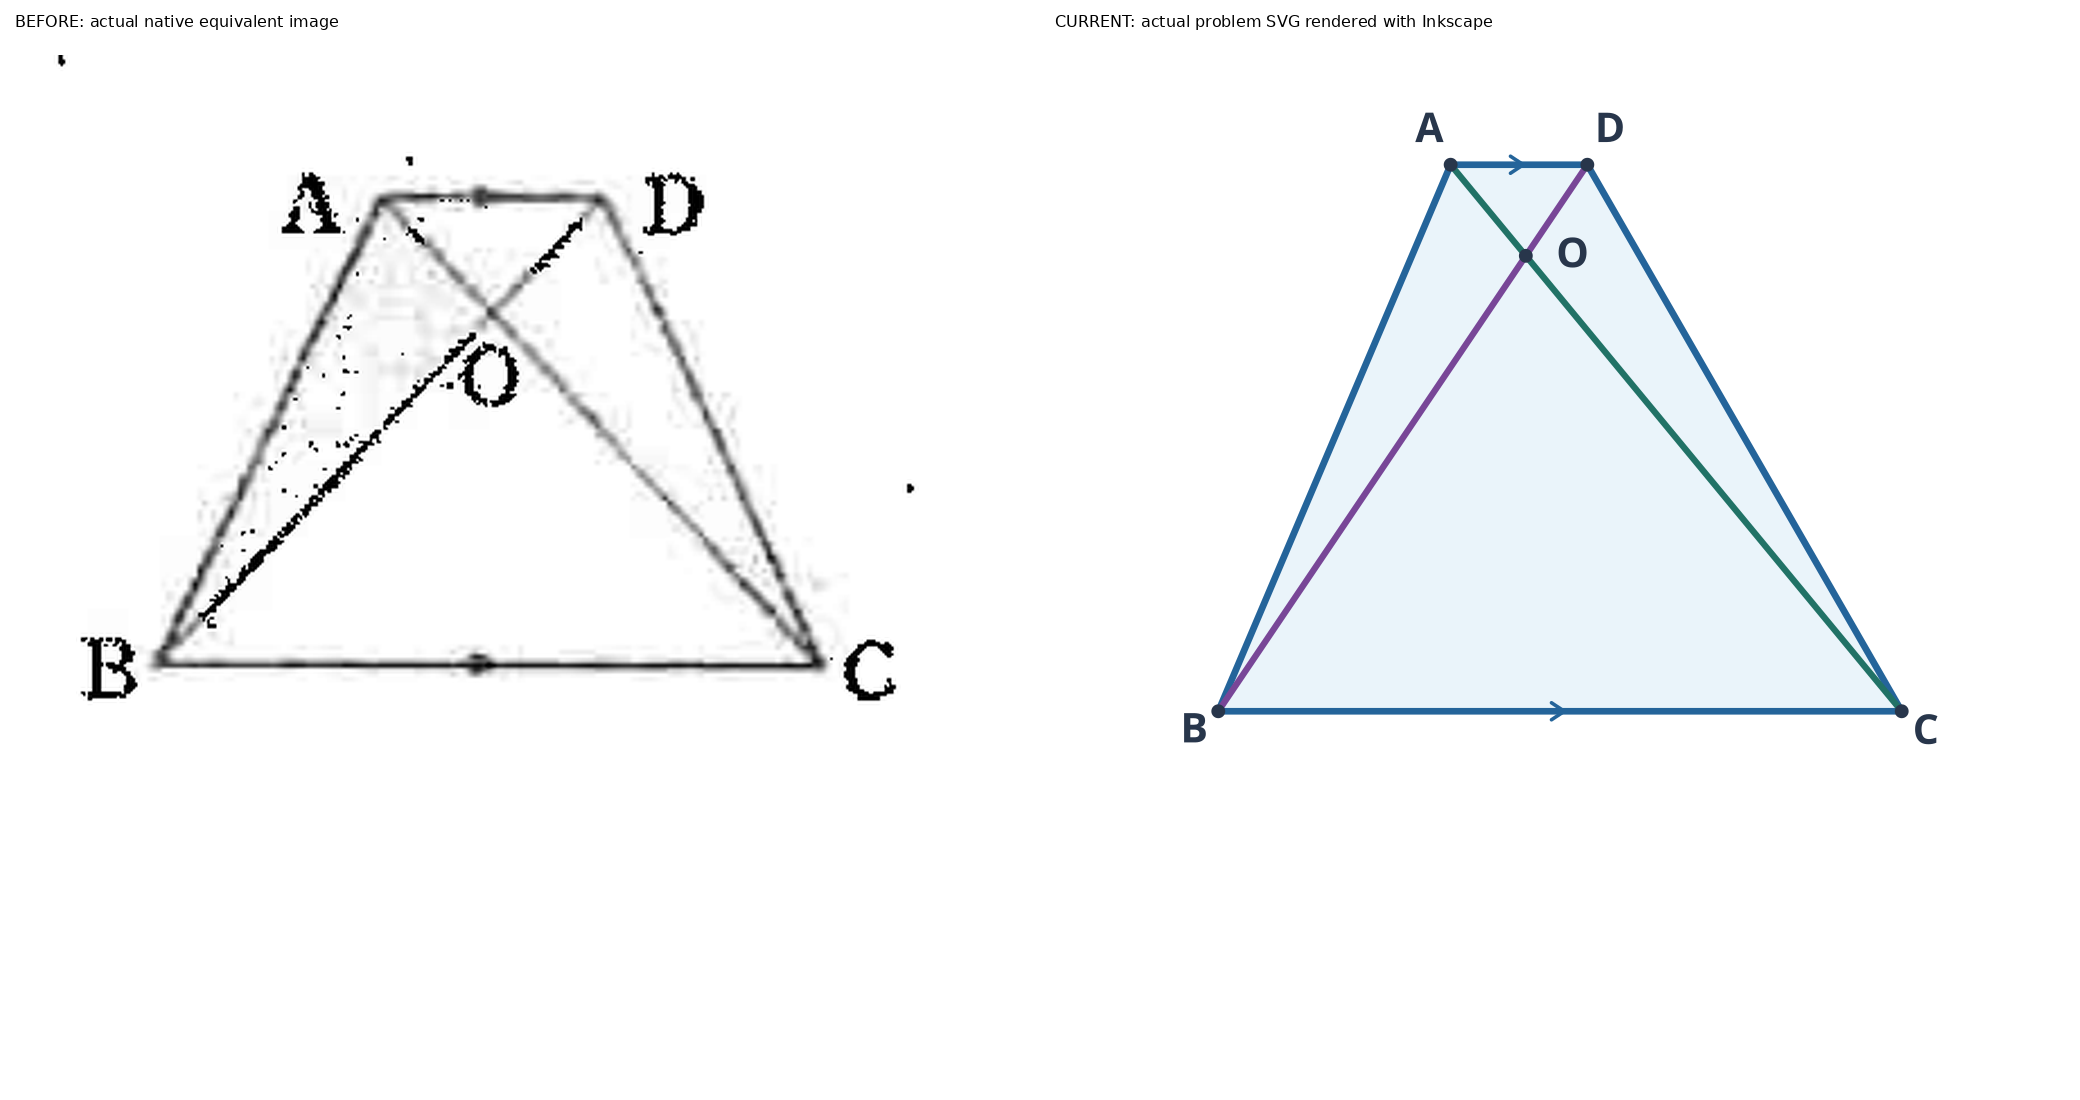 BEFORE: actual native equivalent image
CURRENT: actual problem SVG rendered with Inkscape
A
D
O
B
C
A
D
O
B
C